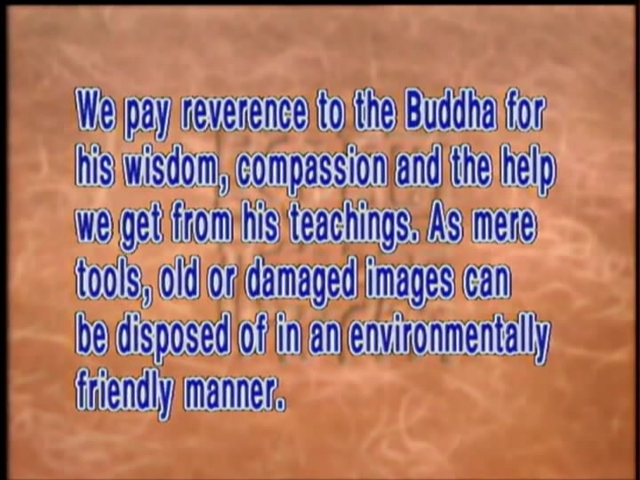 We pay reverence to the Buddha for
his wisdom, compassion and the help
we get from his teachings. As mere
tools, old or damaged images can
be disposed of in an environmentally
friendly manner.